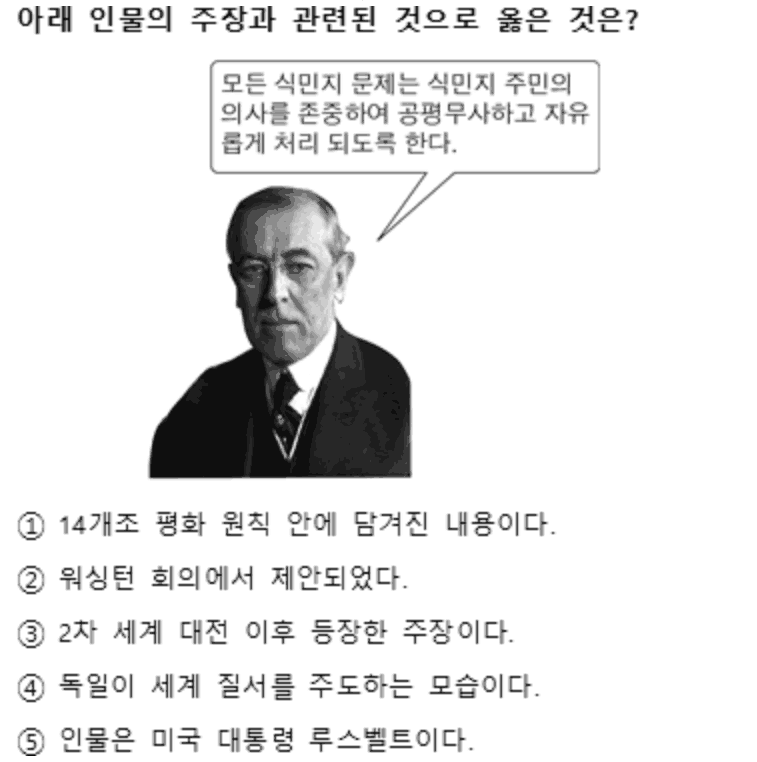 아래 인물의 주장과 관련된 것으로 옳은 것은?
모든 식민지 문제는 식민지 주민의
의사를 존중하여 공평무사하고 자유
롭게 처리 되도록 한다.
① 14개조 평화 원칙 안에 담겨진 내용이다.
② 워싱턴 회의에서 제안되었다.
③ 2차 세계 대전 이후 등장한 주장이다.
④ 독일이 세계 질서를 주도하는 모습이다.
⑤ 인물은 미국 대통령 루스벨트이다.